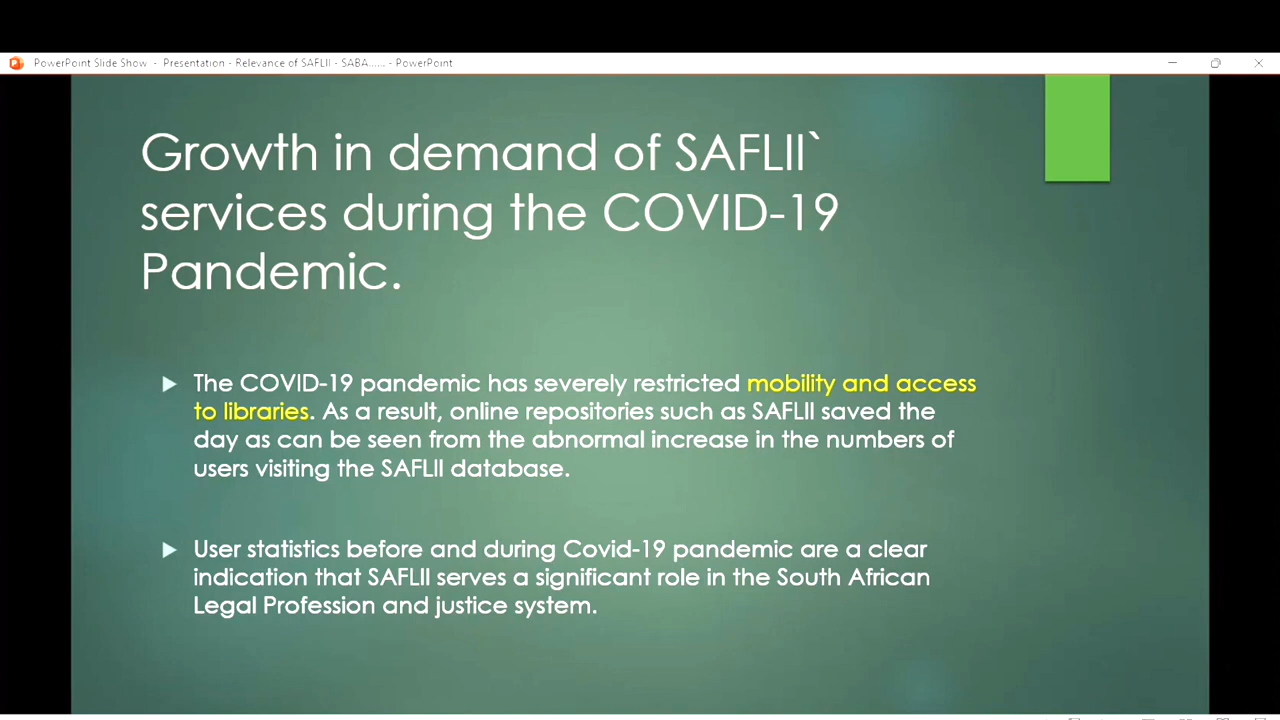 PowerPoint Slide Show - Presentation - Relevance of SAFLII - SABA...... - PowerPoint
Growth in demand of SAFLII`
services during the COVID-19
Pandemic.
The COVID-19 pandemic has severely restricted mobility and access
to libraries. As a result, online repositories such as SAFLII saved the
day as can be seen from the abnormal increase in the numbers of
users visiting the SAFLII database.
User statistics before and during Covid-19 pandemic are a clear
indication that SAFLII serves a significant role in the South African
Legal Profession and justice system.